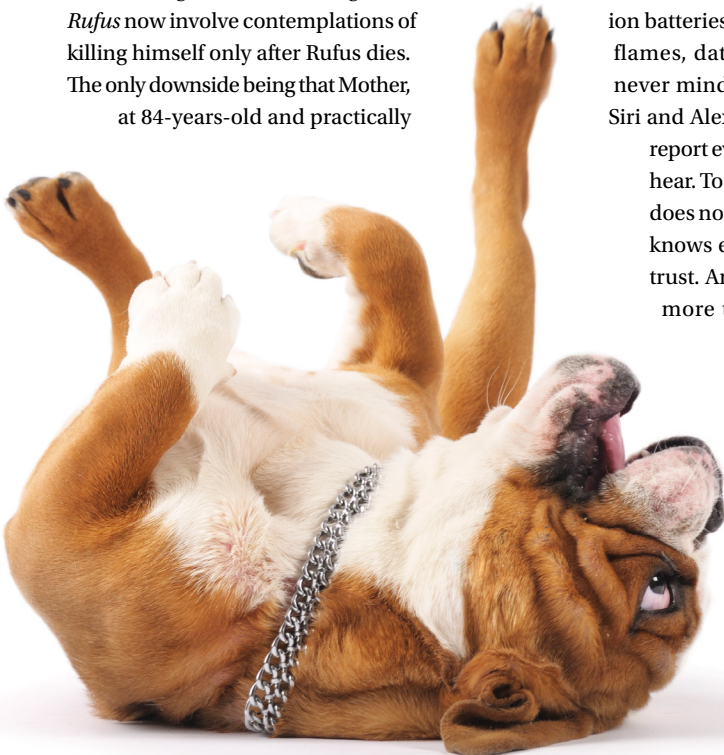 Rufus now involve contemplations of
killing himself only after Rufus dies.
The only downside being that Mother,
at 84-years-old and practically
ion batteries
flames, dat
never mind
Siri and Alex
report ev
hear. To
does no
knows e
trust. An
more